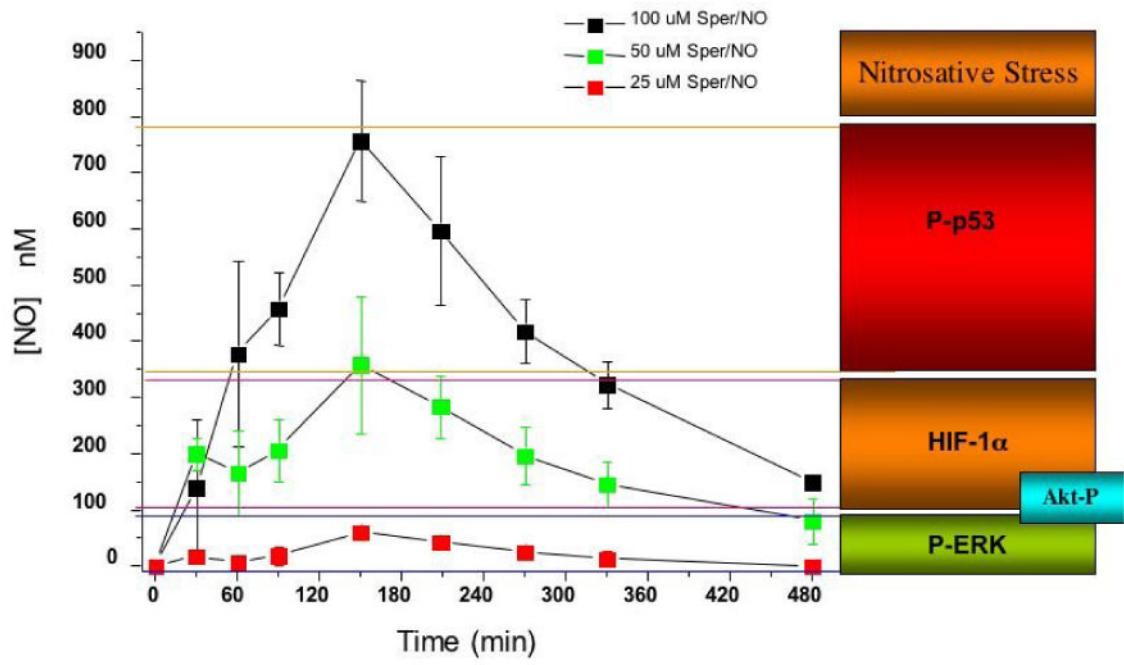 100 uM Sper/NO
50 uM Sper/NO
25 uM Sper/NO
900
800
700
600
500
400
300
200
100
0
[NO] nM
0 60 120 180 240 300 360 420 480
Time (min)
Nitrosative Stress
P-p53
HIF-1α
Akt-P
P-ERK